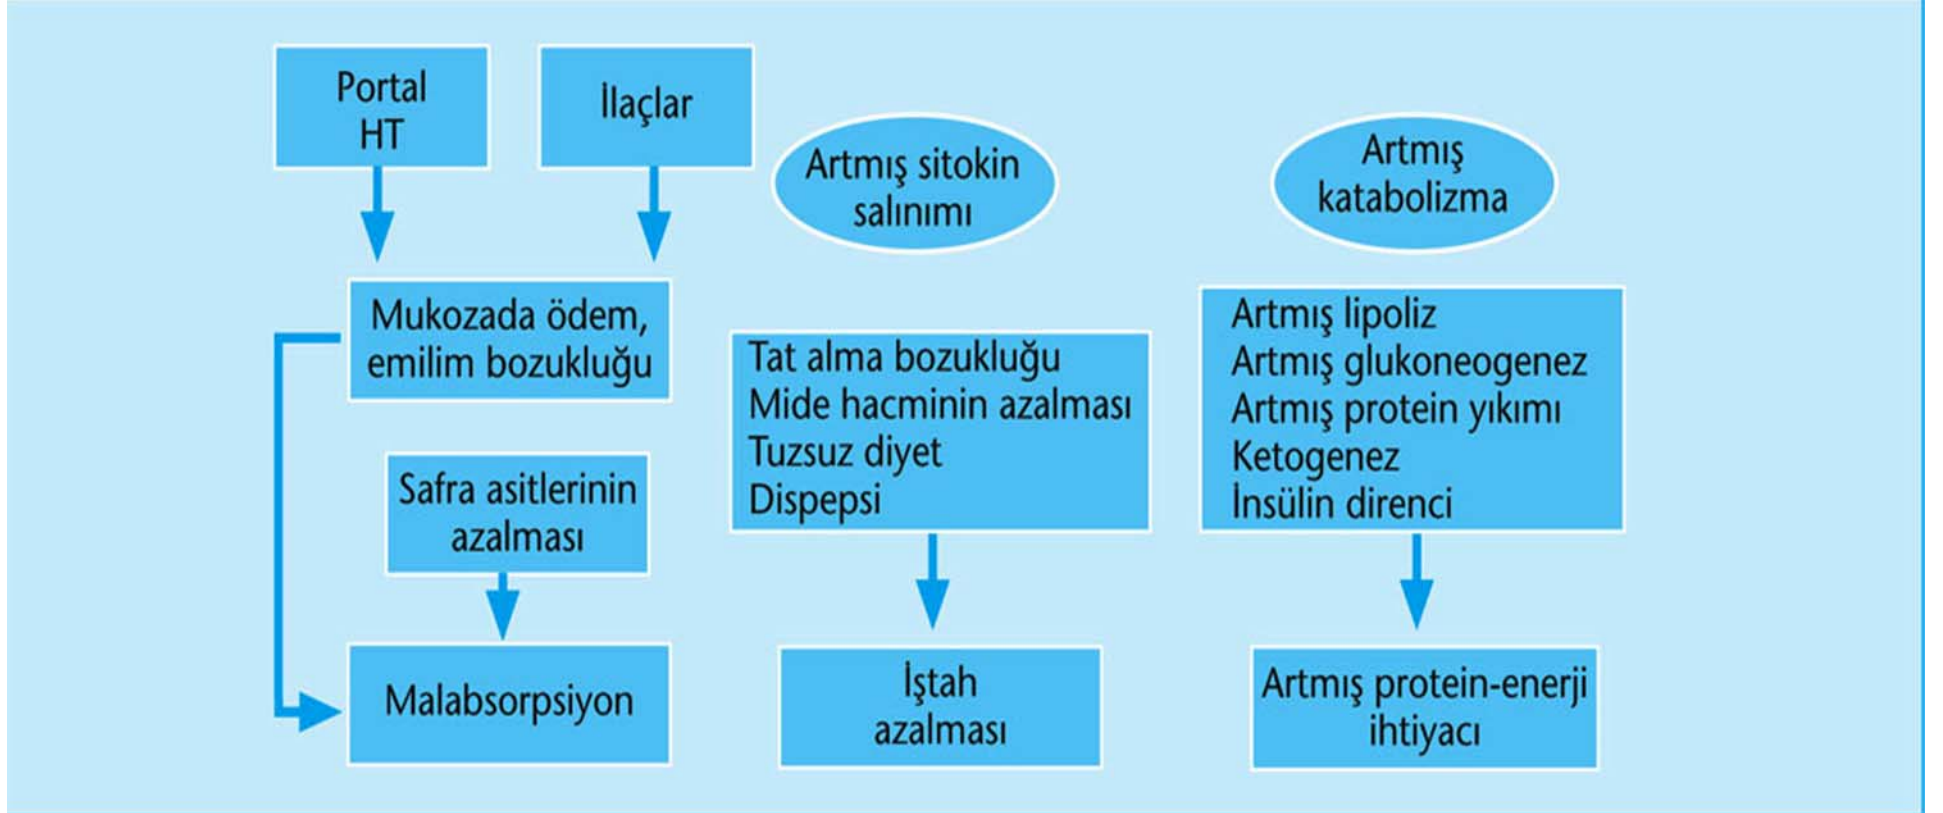 Portal
HT
İlaçlar
Mukozada ödem,
emilim bozukluğu
Safra asitlerinin
azalması
Malabsorpsiyon
Artmış sitokin
salınımı
Tat alma bozukluğu
Mide hacminin azalması
Tuzsuz diyet
Dispepsi
İştah
azalması
Artmış
katabolizma
Artmış lipoliz
Artmış glukoneogenez
Artmış protein yıkımı
Ketogenez
İnsülin direnci
Artmış protein-enerji
ihtiyacı